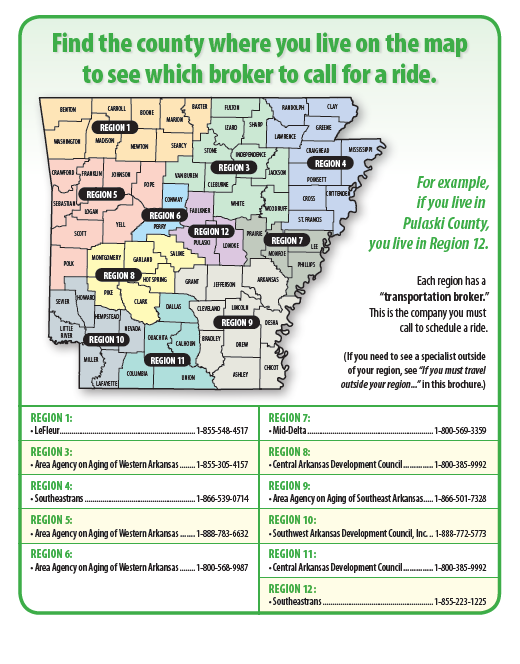 Find the county where you live on the map
to see which broker to call for a ride.
BENTON
CARROLL
BOONE
MARION
BAXTER
FULTON
RANDOLPH
CLAY
REGION 1
IZARD
SHARP
LAWRENCE
GREENE
WASHINGTON
MADISON
NEWTON
SEARCY
STONE
INDEPENDENCE
CRAIGHEAD
MISSISSIPPI
REGION 3
REGION 4
CRAWFORD
FRANKLIN
JOHNSON
POPE
VAN BUREN
CLEBURNE
JACKSON
POINSETT
REGION 5
SEBASTIAN
LOGAN
CONWAY
FAULKNER
WHITE
WOODRUFF
CROSS
CRITTENDEN
REGION 6
ST. FRANCIS
SCOTT
YELL
PERRY
REGION 12
PULASKI
LONOKE
PRAIRIE
REGION 7
LEE
MONROE
PHILLIPS
POLK
MONTGOMERY
GARLAND
SALINE
REGION 8
HOT SPRING
GRANT
JEFFERSON
ARKANSAS
SEVIER
HOWARD
PIKE
CLARK
DALLAS
CLEVELAND
LINCOLN
DESHA
REGION 9
HEMPSTEAD
NEVADA
LITTLE
RIVER
REGION 10
OUACHITA
CALHOUN
BRADLEY
DREW
MILLER
REGION 11
LAFAYETTE
COLUMBIA
UNION
ASHLEY
CHICOT
For example,
if you live in
Pulaski County,
you live in Region 12.
Each region has a
“transportation broker.”
This is the company you must
call to schedule a ride.
(If you need to see a specialist outside
of your region, see “If you must travel
outside your region...” in this brochure.)
REGION 1:
• LeFleur............................................................ 1-855-548-4517
REGION 3:
• Area Agency on Aging of Western Arkansas ....... 1-855-305-4157
REGION 4:
• Southeastrans ................................................. 1-866-539-0714
REGION 5:
• Area Agency on Aging of Western Arkansas ....... 1-888-783-6632
REGION 6:
• Area Agency on Aging of Western Arkansas ....... 1-800-568-9987
REGION 7:
• Mid-Delta ........................................................ 1-800-569-3359
REGION 8:
• Central Arkansas Development Council .............. 1-800-385-9992
REGION 9:
• Area Agency on Aging of Southeast Arkansas..... 1-866-501-7328
REGION 10:
• Southwest Arkansas Development Council, Inc. .. 1-888-772-5773
REGION 11:
• Central Arkansas Development Council .............. 1-800-385-9992
REGION 12:
• Southeastrans ................................................. 1-855-223-1225